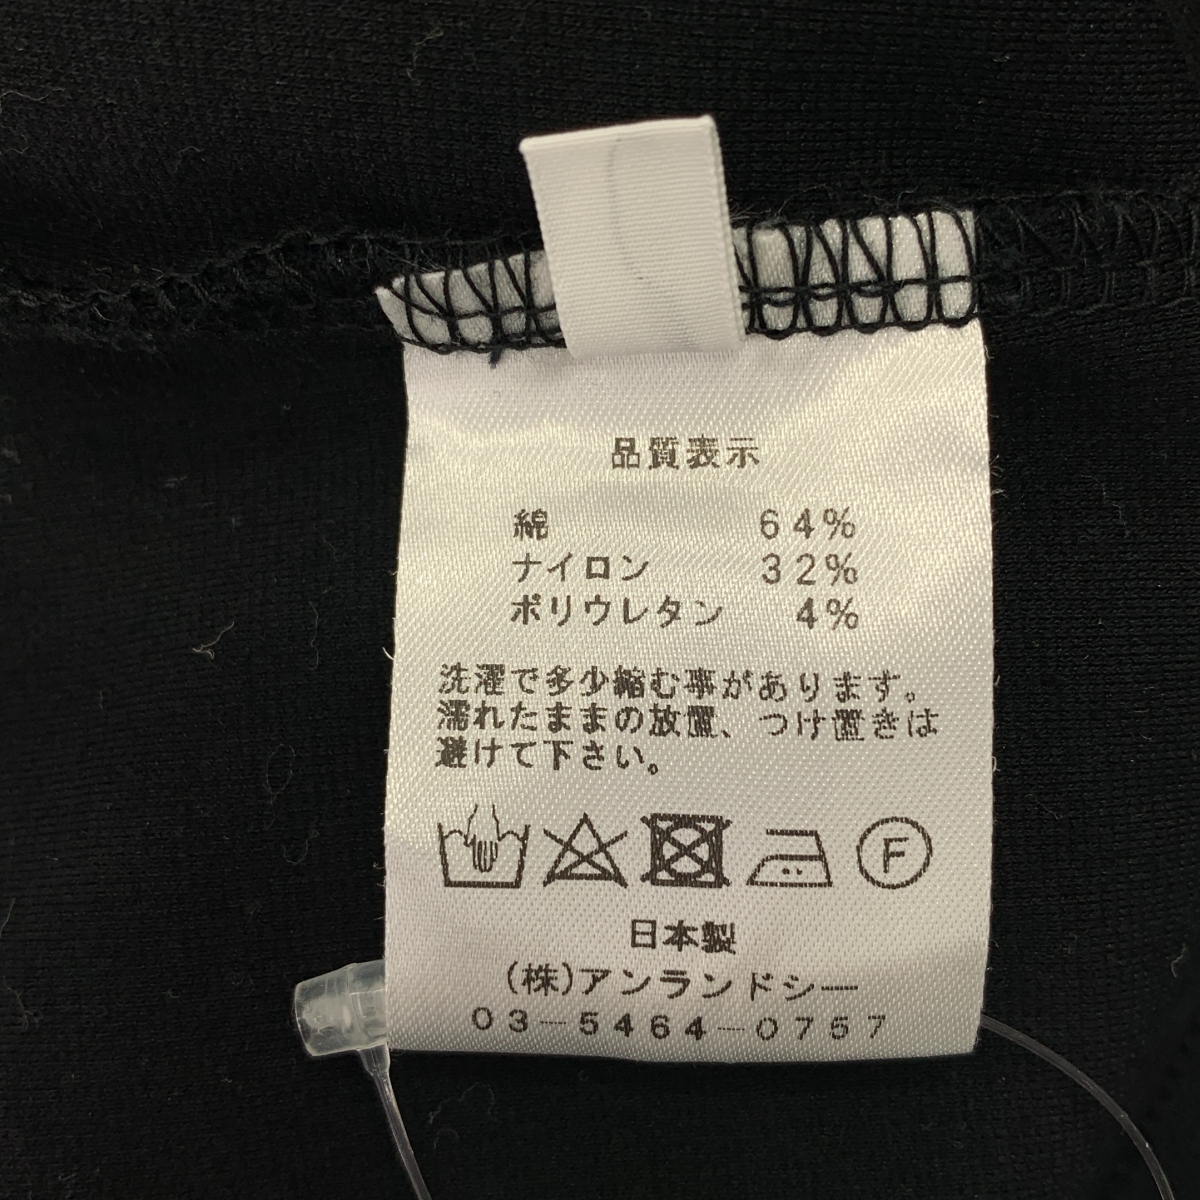 品質表示
綿 64%
ナイロン 32%
ポリウレタン 4%
洗濯で多少縮む事があります。
濡れたままの放置、つけ置きは
避けて下さい。
F
日本製
(株)アンランドシー
03-5464-0757